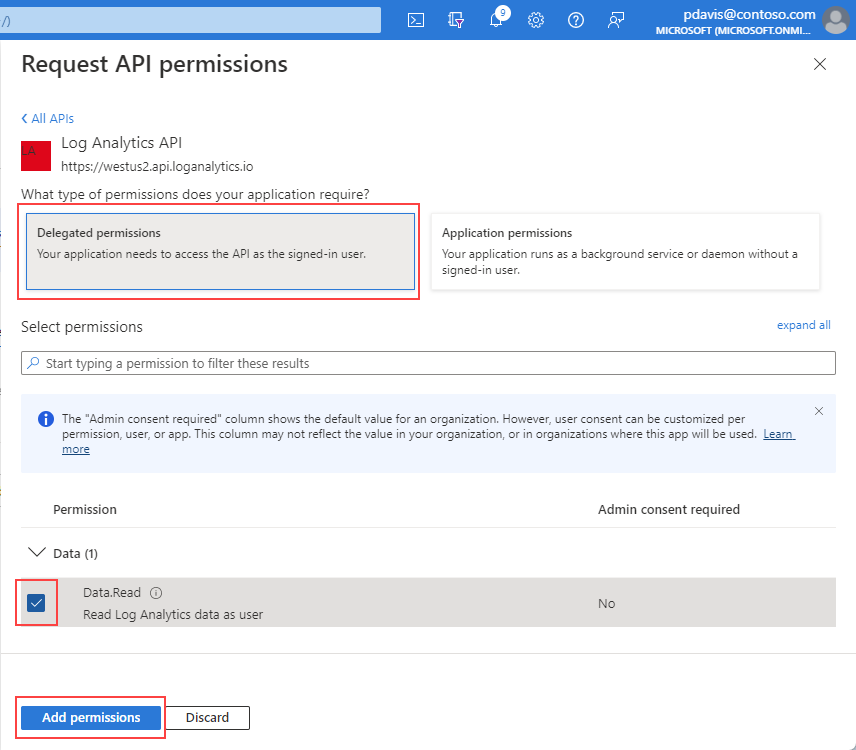 /)
9
pdavis@contoso.com
MICROSOFT (MICROSOFT.ONMI...
Request API permissions
All APIs
LA
Log Analytics API
https://westus2.api.loganalytics.io
What type of permissions does your application require?
Delegated permissions
Your application needs to access the API as the signed-in user.
Application permissions
Your application runs as a background service or daemon without a
signed-in user.
Select permissions
expand all
Start typing a permission to filter these results
The "Admin consent required" column shows the default value for an organization. However, user consent can be customized per
permission, user, or app. This column may not reflect the value in your organization, or in organizations where this app will be used. Learn
more
Permission
Admin consent required
Data (1)
Data.Read
Read Log Analytics data as user
No
Add permissions
Discard